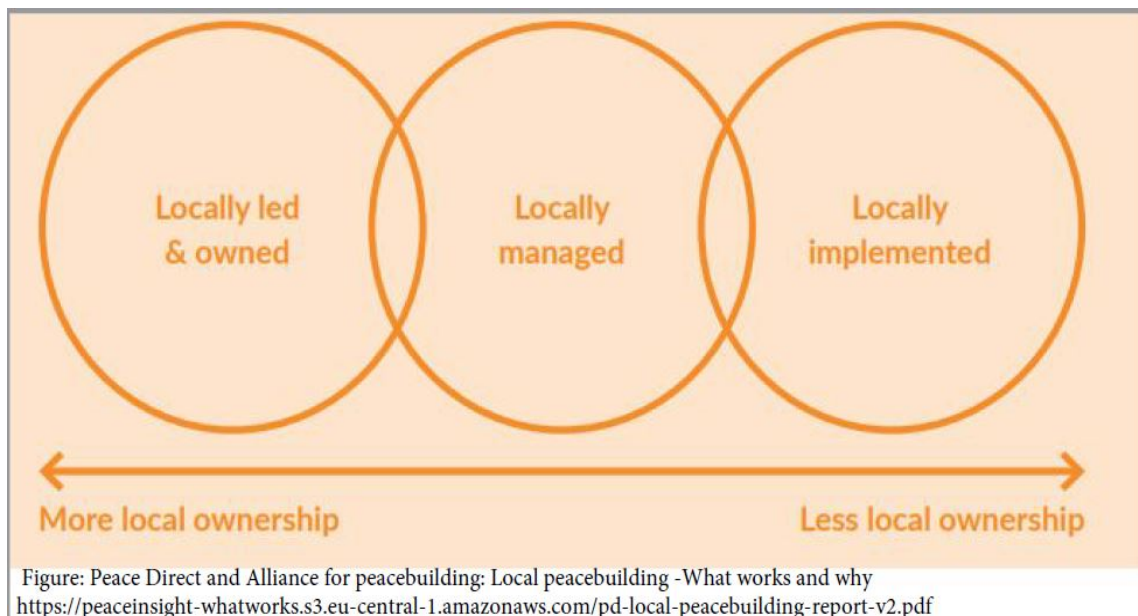 Locally led
& owned
Locally
managed
Locally
implemented
More local ownership
Less local ownership
Figure: Peace Direct and Alliance for peacebuilding: Local peacebuilding -What works and why
https://peaceinsight-whatworks.s3.eu-central-1.amazonaws.com/pd-local-peacebuilding-report-v2.pdf